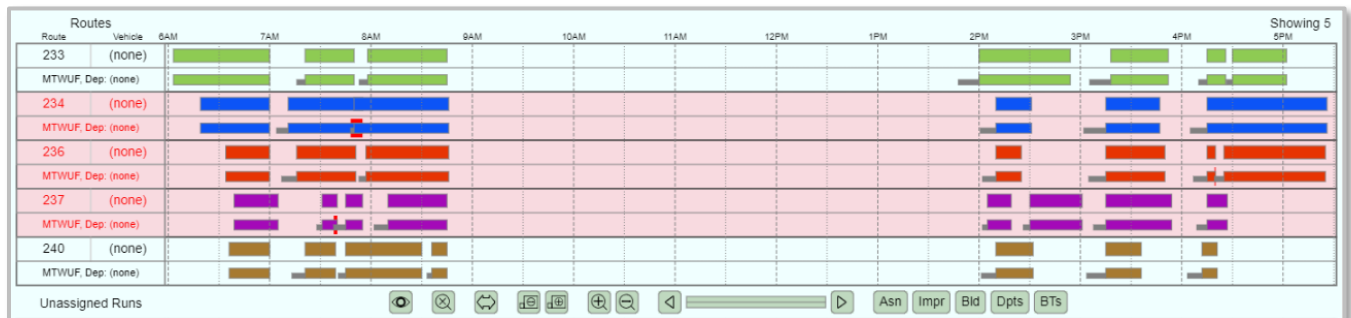 Routes Showing 5
Route Vehicle 6AM 7AM 8AM 9AM 10AM 11AM 12PM 1PM 2PM 3PM 4PM 5PM
233 (none)
MTWUF, Dep: (none)
234 (none)
MTWUF, Dep: (none)
236 (none)
MTWUF, Dep: (none)
237 (none)
MTWUF, Dep: (none)
240 (none)
MTWUF, Dep: (none)
Unassigned Runs Asn Impr Bld Dpts BTs